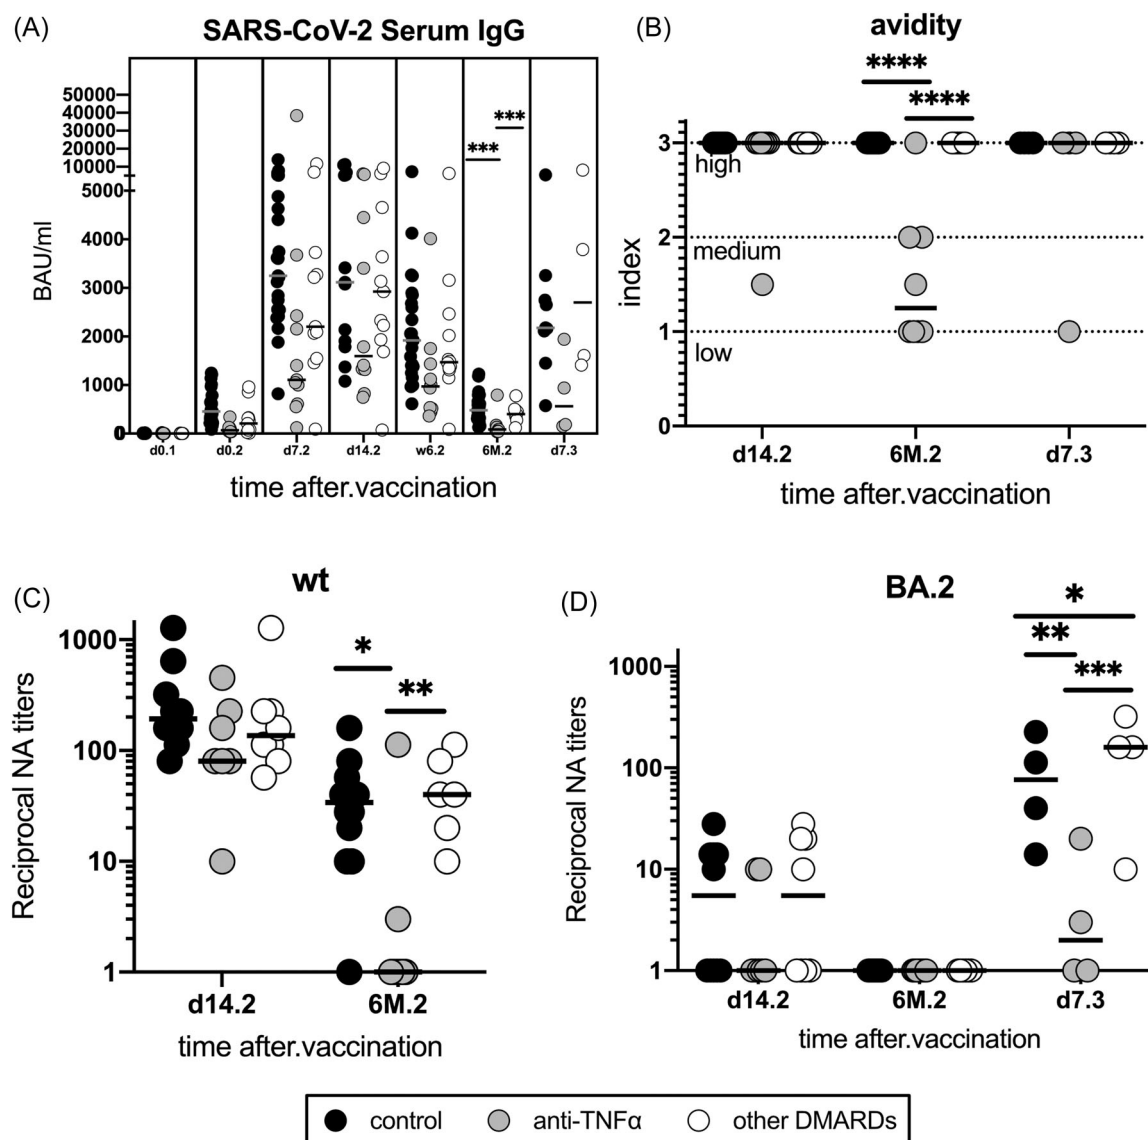 (A)
SARS-CoV-2 Serum IgG
50000
40000
30000
20000
10000
5000
4000
3000
2000
1000
0
BAU/ml
***
***
d0.1 d0.2 d7.2 d14.2 w6.2 6M.2 d7.3
time after.vaccination
(B)
avidity
****
****
3
high
2
medium
1
low
0
index
d14.2 6M.2 d7.3
time after.vaccination
(C)
wt
1000
100
10
1
Reciprocal NA titers
*
**
d14.2 6M.2
time after.vaccination
(D)
BA.2
*
**
***
1000
100
10
1
Reciprocal NA titers
d14.2 6M.2 d7.3
time after.vaccination
control anti-TNFα other DMARDs